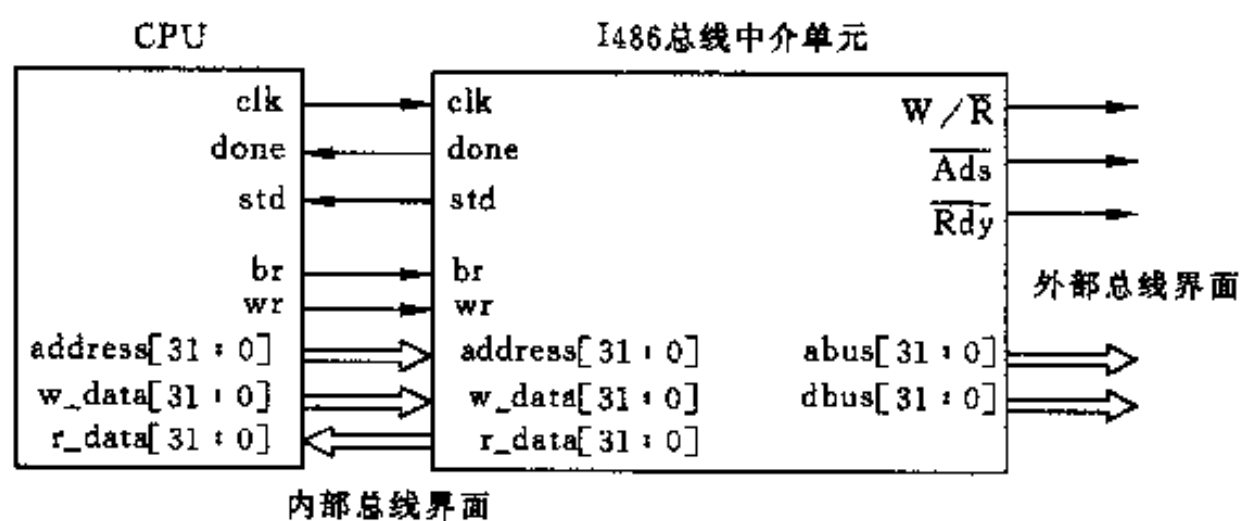 CPU
I486总线中介单元
clk
done
std
br
wr
address[31:0]
w_data[31:0]
r_data[31:0]
clk
done
std
br
wr
address[31:0]
w_data[31:0]
r_data[31:0]
W/R̅
A̅d̅s̅
R̅d̅y̅
abus[31:0]
dbus[31:0]
外部总线界面
内部总线界面